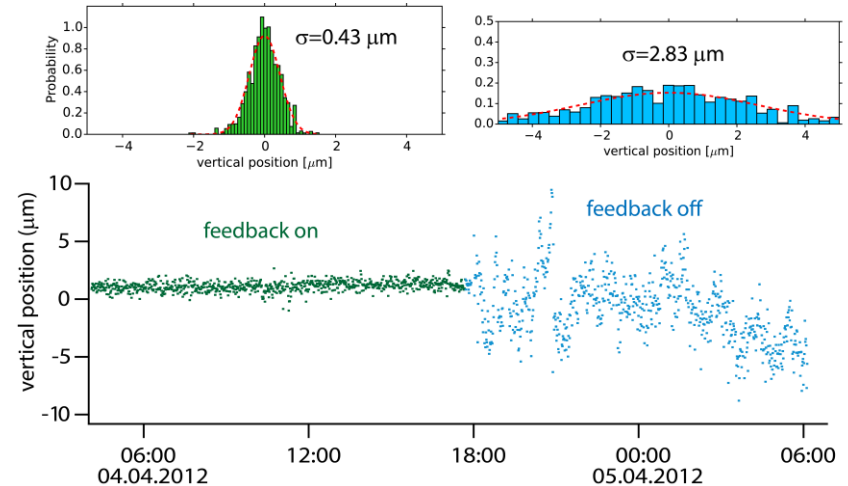 σ=0.43 μm
Probability
1.0
0.8
0.6
0.4
0.2
0.0
−4 −2 0 2 4
vertical position [μm]
σ=2.83 μm
0.5
0.4
0.3
0.2
0.1
0.0
−4 −2 0 2 4
vertical position [μm]
vertical position (μm)
10
5
0
-5
-10
feedback on
feedback off
06:00 12:00 18:00 00:00 06:00
04.04.2012 05.04.2012